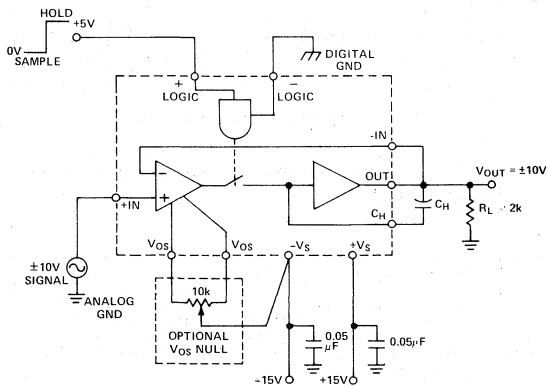 HOLD
+5V
0V
SAMPLE
DIGITAL
GND
+
LOGIC
−
LOGIC
-IN
−
+
+IN
OUT
VOUT = ±10V
CH
RL 2k
CH
VOS
VOS
-VS
+VS
±10V
SIGNAL
ANALOG
GND
10k
OPTIONAL
VOS NULL
0.05
μF
0.05μF
-15V
+15V